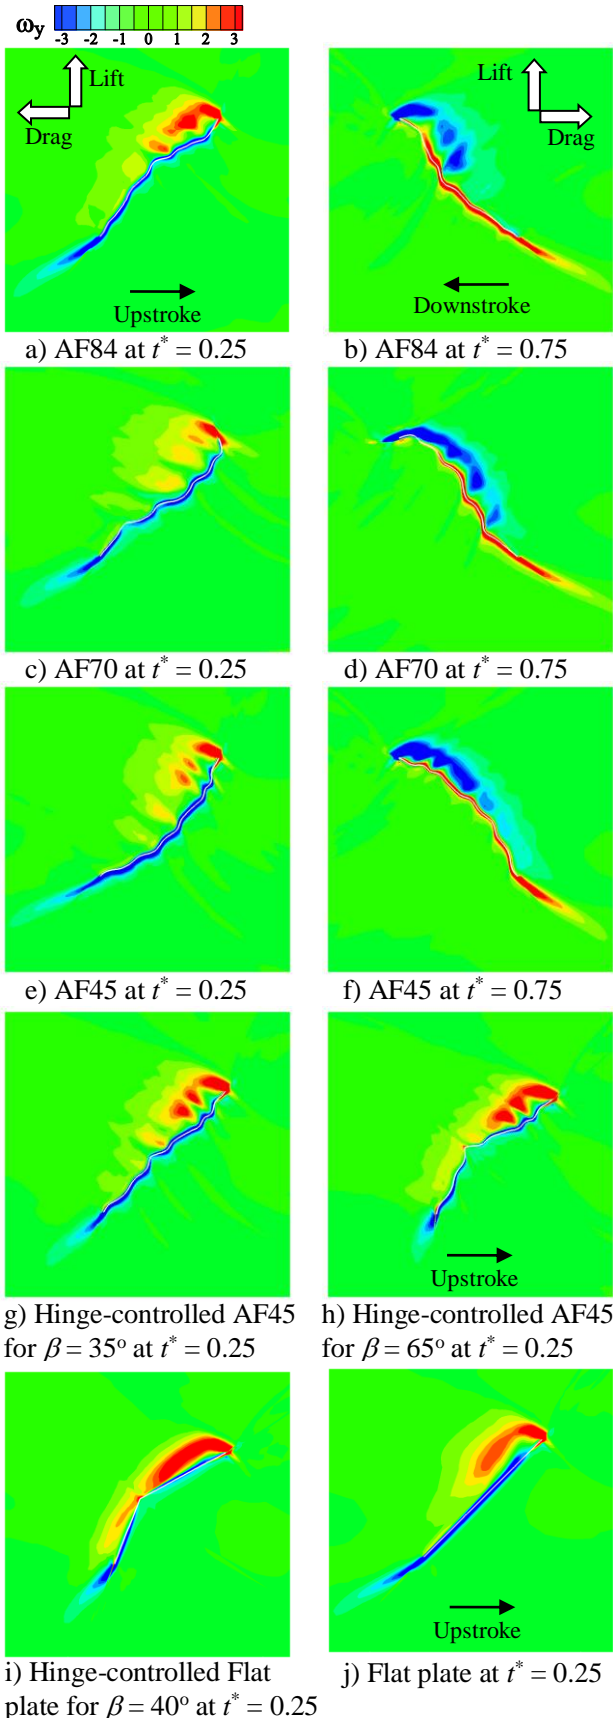 ωy -3 -2 -1 0 1 2 3
Lift
Drag
Upstroke
Lift
Drag
Downstroke
a) AF84 at t* = 0.25
b) AF84 at t* = 0.75
c) AF70 at t* = 0.25
d) AF70 at t* = 0.75
e) AF45 at t* = 0.25
f) AF45 at t* = 0.75
Upstroke
g) Hinge-controlled AF45
for β = 35º at t* = 0.25
h) Hinge-controlled AF45
for β = 65º at t* = 0.25
Upstroke
i) Hinge-controlled Flat
plate for β = 40º at t* = 0.25
j) Flat plate at t* = 0.25